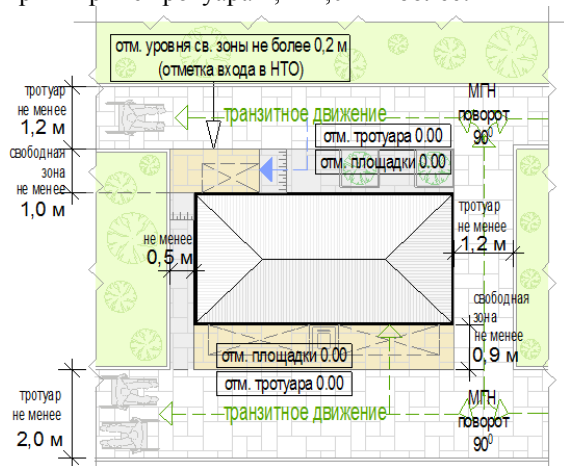 отм. уровня св. зоны не более 0,2 м
(отметка входа в НТО)
тротуар
не менее
1,2 м
транзитное движение
МГН
поворот
90⁰
отм. тротуара 0.00
отм. площадки 0.00
свободная
зона
не менее
1,0 м
не менее
0,5 м
тротуар
не менее
1,2 м
свободная
зона
не менее
0,9 м
отм. площадки 0.00
отм. тротуара 0.00
тротуар
не менее
2,0 м
транзитное движение
МГН
поворот
90⁰